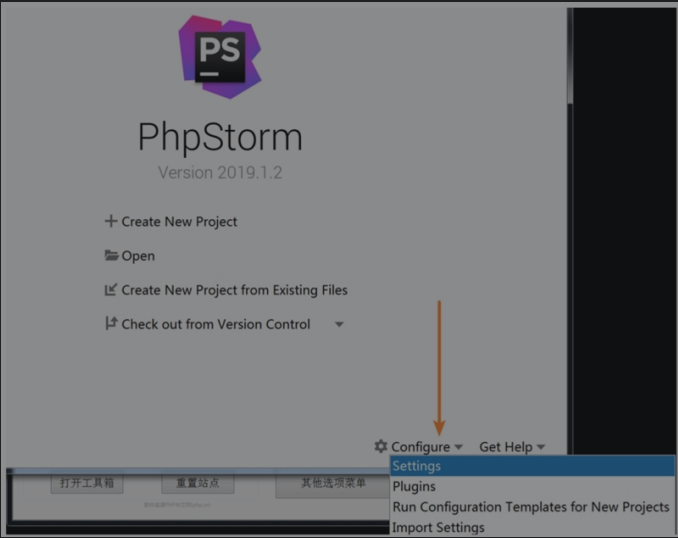 PS
PhpStorm
Version 2019.1.2
Create New Project
Open
Create New Project from Existing Files
Check out from Version Control
Configure Get Help
Settings
Plugins
Run Configuration Templates for New Projects
Import Settings
打开工具箱 重置站点 其他选项菜单